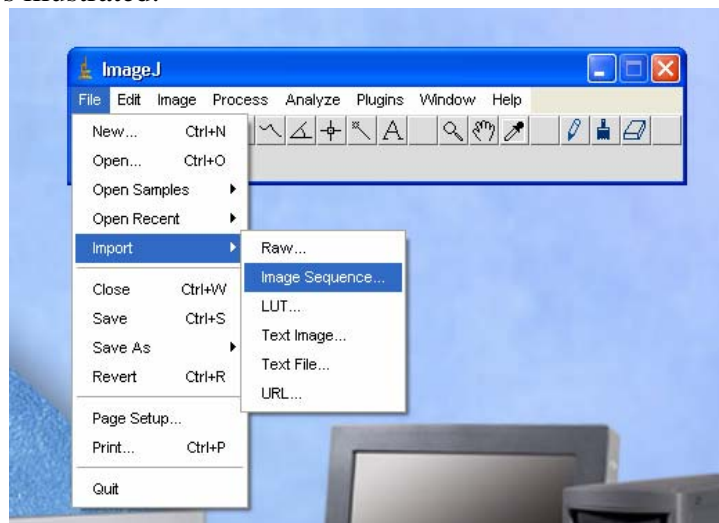 s illustrated.
ImageJ
File Edit Image Process Analyze Plugins Window Help
New... Ctrl+N
Open... Ctrl+O
Open Samples
Open Recent
Import
Close Ctrl+W
Save Ctrl+S
Save As
Revert Ctrl+R
Page Setup...
Print... Ctrl+P
Quit
Raw...
Image Sequence...
LUT...
Text Image...
Text File...
URL...
A